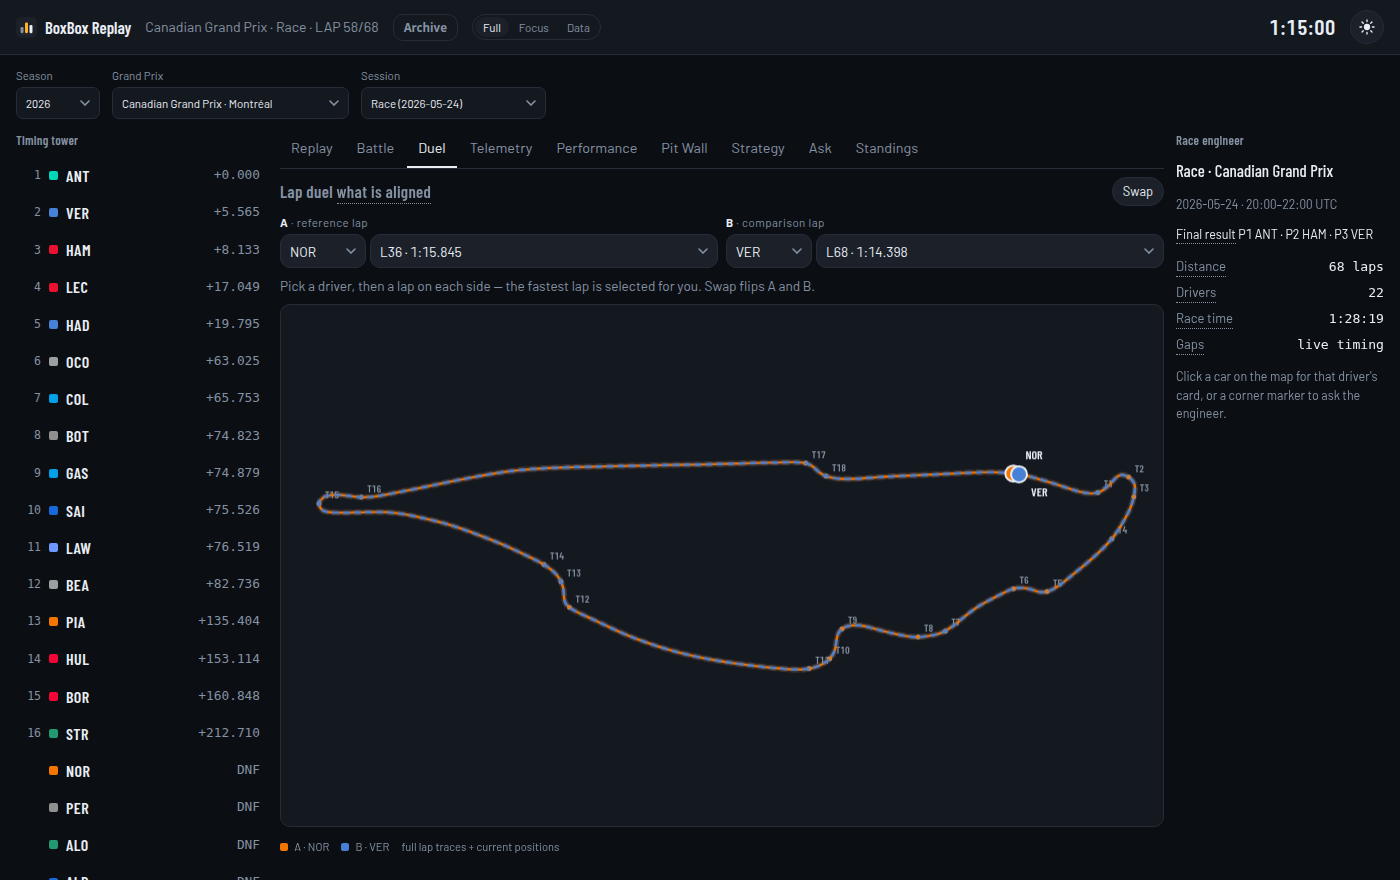 BoxBox Replay
Canadian Grand Prix · Race · LAP 58/68
Archive
Full Focus Data
1:15:00
Season
2026
Grand Prix
Canadian Grand Prix · Montréal
Session
Race (2026-05-24)
Timing tower
1 ANT +0.000
2 VER +5.565
3 HAM +8.133
4 LEC +17.049
5 HAD +19.795
6 OCO +63.025
7 COL +65.753
8 BOT +74.823
9 GAS +74.879
10 SAI +75.526
11 LAW +76.519
12 BEA +82.736
13 PIA +135.404
14 HUL +153.114
15 BOR +160.848
16 STR +212.710
NOR DNF
PER DNF
ALO DNF
Replay Battle Duel Telemetry Performance Pit Wall Strategy Ask Standings
Lap duel what is aligned
Swap
A · reference lap
NOR
L36 · 1:15.845
B · comparison lap
VER
L68 · 1:14.398
Pick a driver, then a lap on each side — the fastest lap is selected for you. Swap flips A and B.
NOR
VER
T17
T18
T2
T3
T16
T15
T14
T13
T12
T6
T8
T9
T10
A · NOR
B · VER
full lap traces + current positions
Race engineer
Race · Canadian Grand Prix
2026-05-24 · 20:00–22:00 UTC
Final result P1 ANT · P2 HAM · P3 VER
Distance 68 laps
Drivers 22
Race time 1:28:19
Gaps live timing
Click a car on the map for that driver's
card, or a corner marker to ask the
engineer.